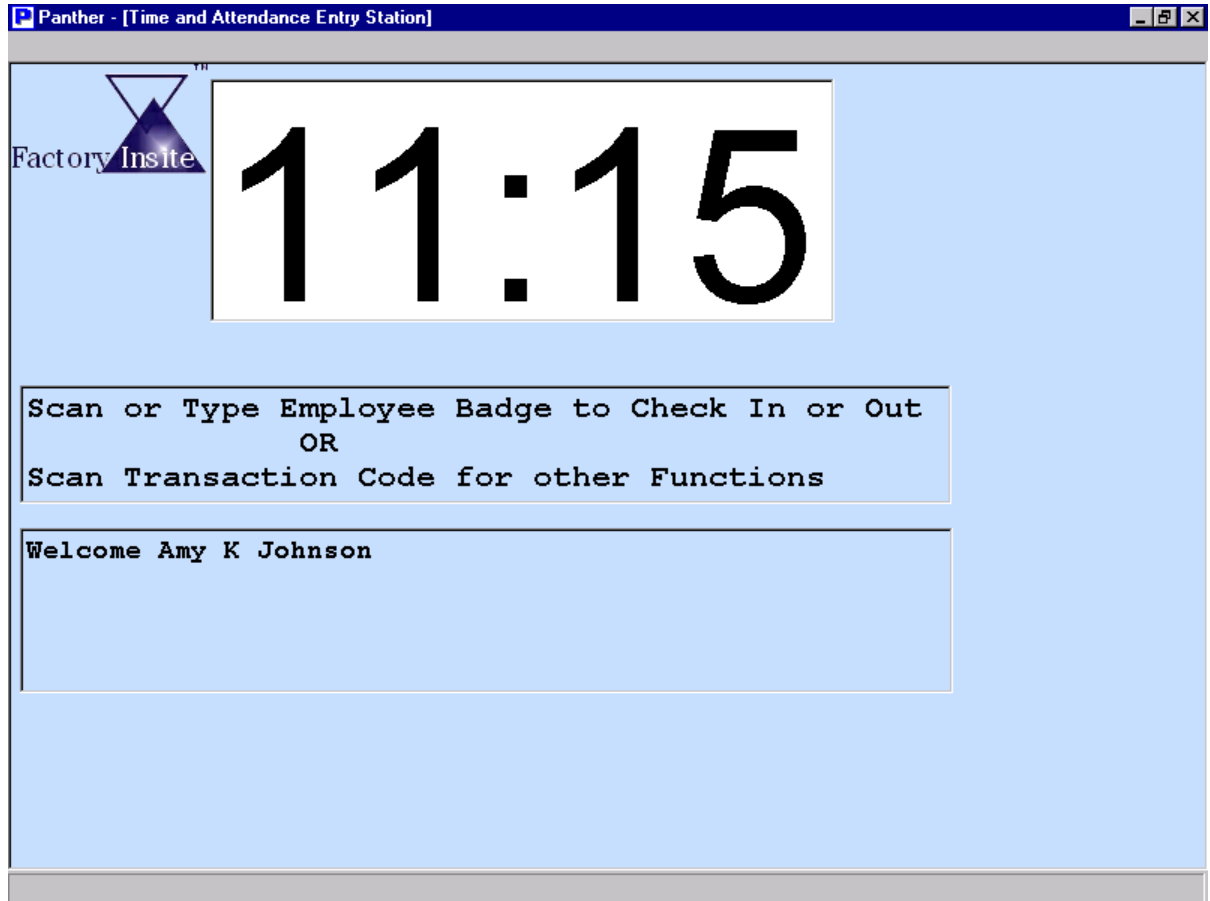 Panther - [Time and Attendance Entry Station]
TM
Factory Insite
11:15
Scan or Type Employee Badge to Check In or Out
OR
Scan Transaction Code for other Functions
Welcome Amy K Johnson